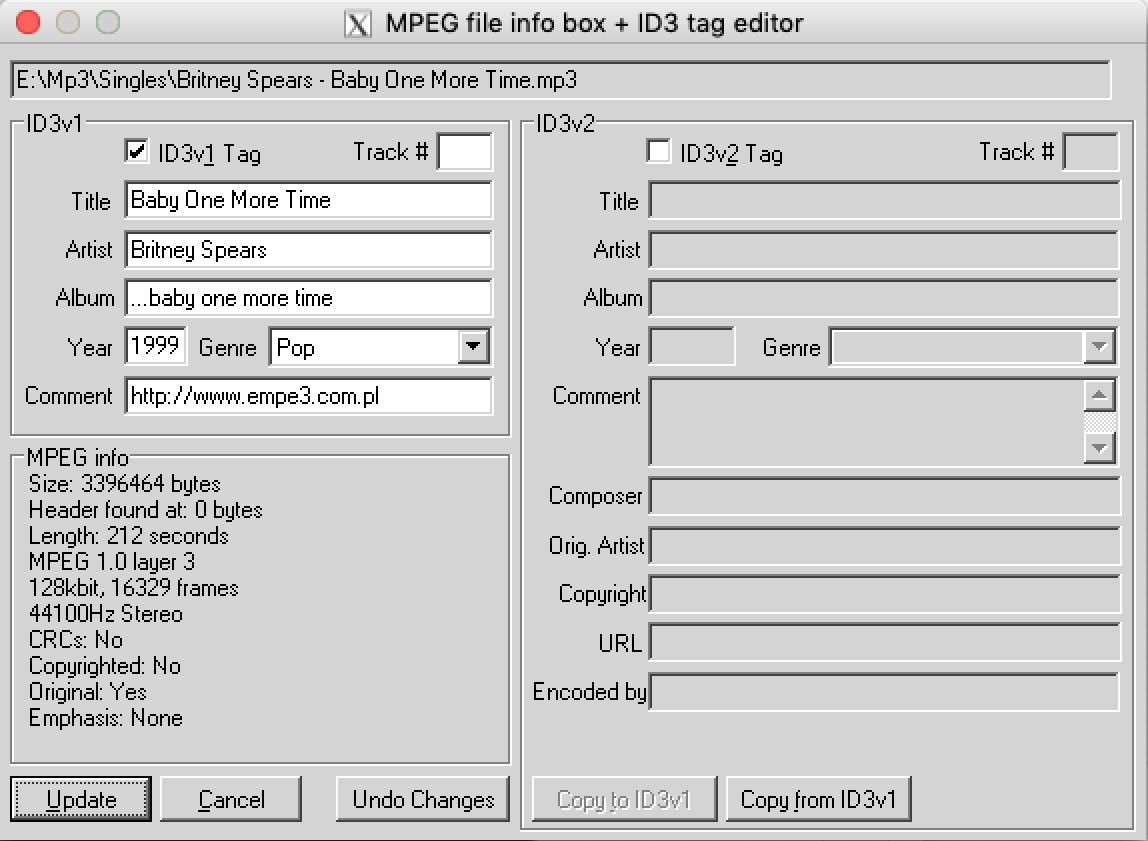 MPEG file info box + ID3 tag editor
E:\Mp3\Singles\Britney Spears - Baby One More Time.mp3
ID3v1
ID3v1 Tag Track #
Title Baby One More Time
Artist Britney Spears
Album ...baby one more time
Year 1999 Genre Pop
Comment http://www.empe3.com.pl
MPEG info
Size: 3396464 bytes
Header found at: 0 bytes
Length: 212 seconds
MPEG 1.0 layer 3
128kbit, 16329 frames
44100Hz Stereo
CRCs: No
Copyrighted: No
Original: Yes
Emphasis: None
Update Cancel Undo Changes
ID3v2
ID3v2 Tag Track #
Title
Artist
Album
Year Genre
Comment
Composer
Orig. Artist
Copyright
URL
Encoded by
Copy to ID3v1 Copy from ID3v1